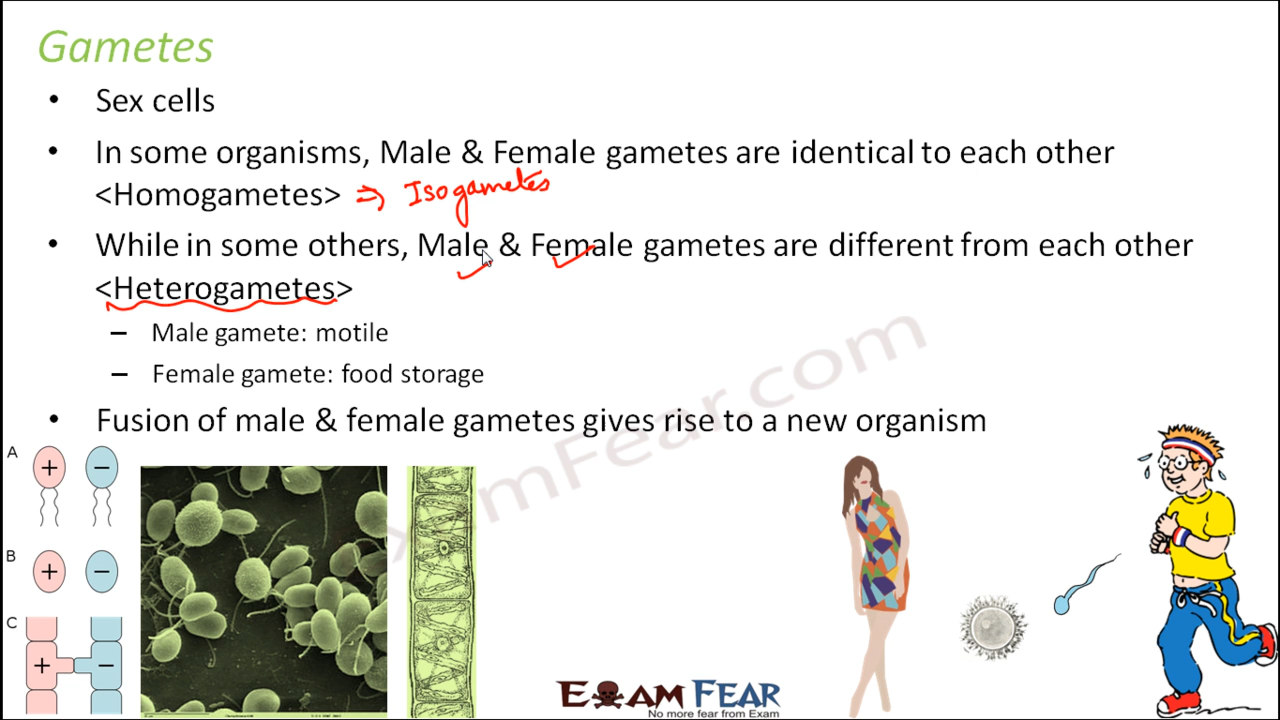 Gametes
• Sex cells
• In some organisms, Male & Female gametes are identical to each other
<Homogametes> ⇒ Isogametes
• While in some others, Male & Female gametes are different from each other
<Heterogametes>
– Male gamete: motile
– Female gamete: food storage
• Fusion of male & female gametes gives rise to a new organism
A + –
B + –
C + –
ExamFear.com
EXAM FEAR
No more fear from Exam